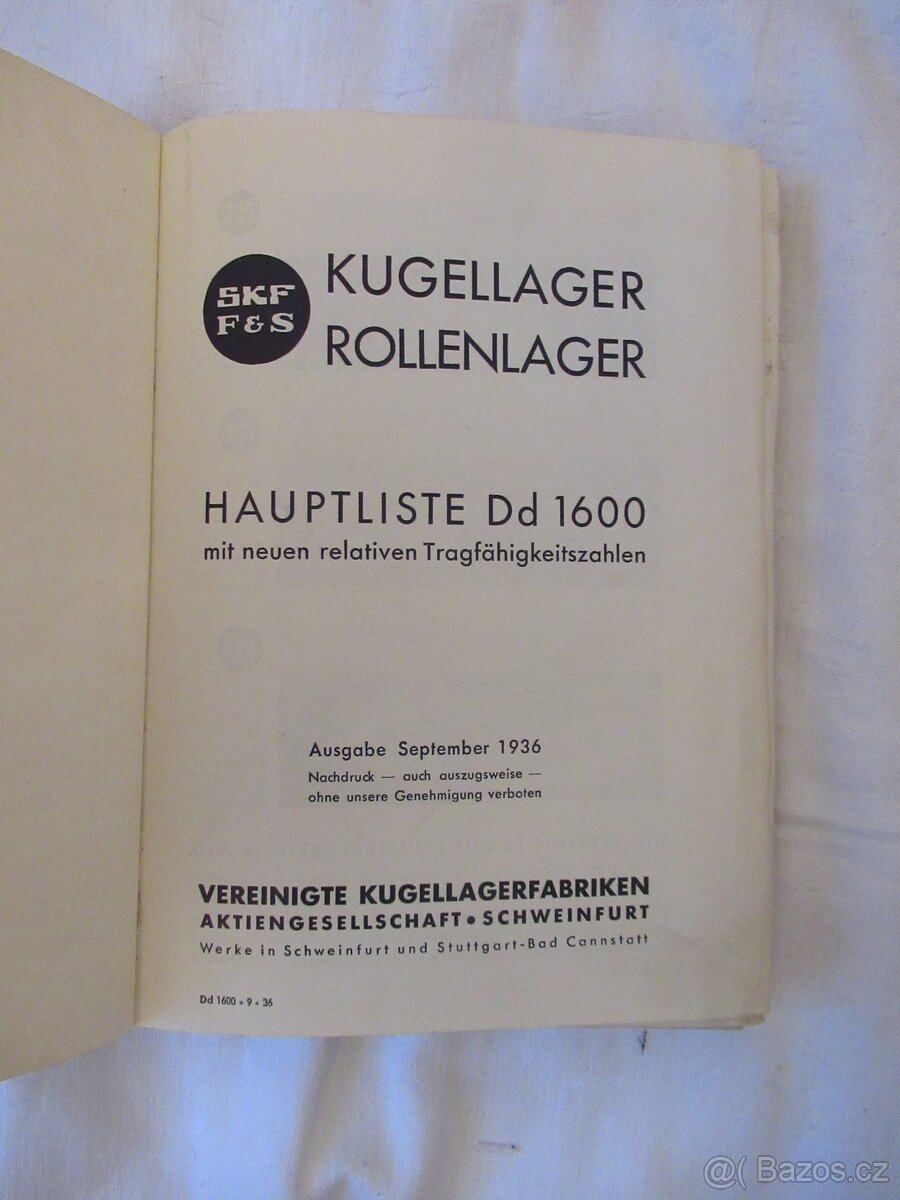 SKF
F & S
KUGELLAGER
ROLLENLAGER
HAUPTLISTE Dd 1600
mit neuen relativen Tragfähigkeitszahlen
Ausgabe September 1936
Nachdruck — auch auszugsweise —
ohne unsere Genehmigung verboten
VEREINIGTE KUGELLAGERFABRIKEN
AKTIENGESELLSCHAFT • SCHWEINFURT
Werke in Schweinfurt und Stuttgart-Bad Cannstatt
Dd 1600 • 9 • 36
@( Bazos.cz